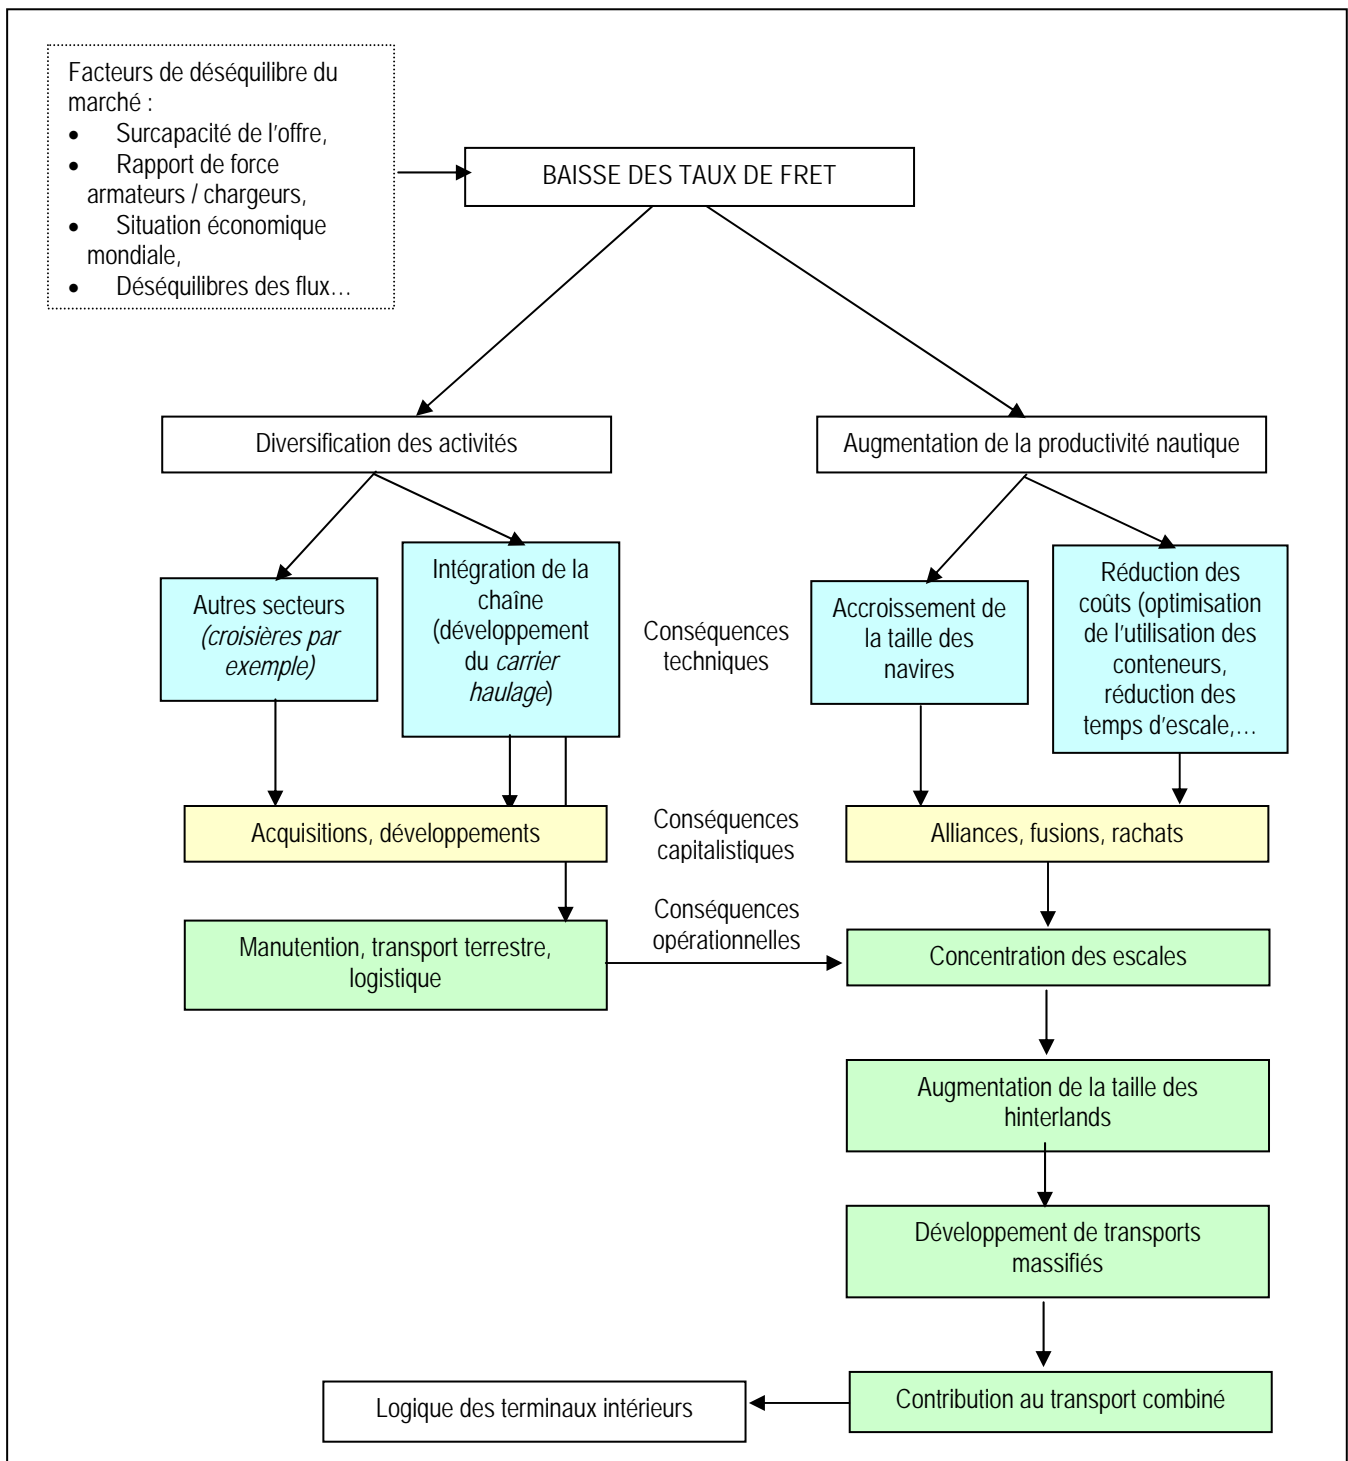 Facteurs de déséquilibre du
marché :
• Surcapacité de l'offre,
• Rapport de force
armateurs / chargeurs,
• Situation économique
mondiale,
• Déséquilibres des flux…
BAISSE DES TAUX DE FRET
Diversification des activités
Augmentation de la productivité nautique
Autres secteurs
(croisières par
exemple)
Intégration de la
chaîne
(développement
du carrier
haulage)
Conséquences
techniques
Accroissement de
la taille des
navires
Réduction des
coûts (optimisation
de l'utilisation des
conteneurs,
réduction des
temps d'escale,…
Acquisitions, développements
Conséquences
capitalistiques
Alliances, fusions, rachats
Manutention, transport terrestre,
logistique
Conséquences
opérationnelles
Concentration des escales
Augmentation de la taille des
hinterlands
Développement de transports
massifiés
Contribution au transport combiné
Logique des terminaux intérieurs